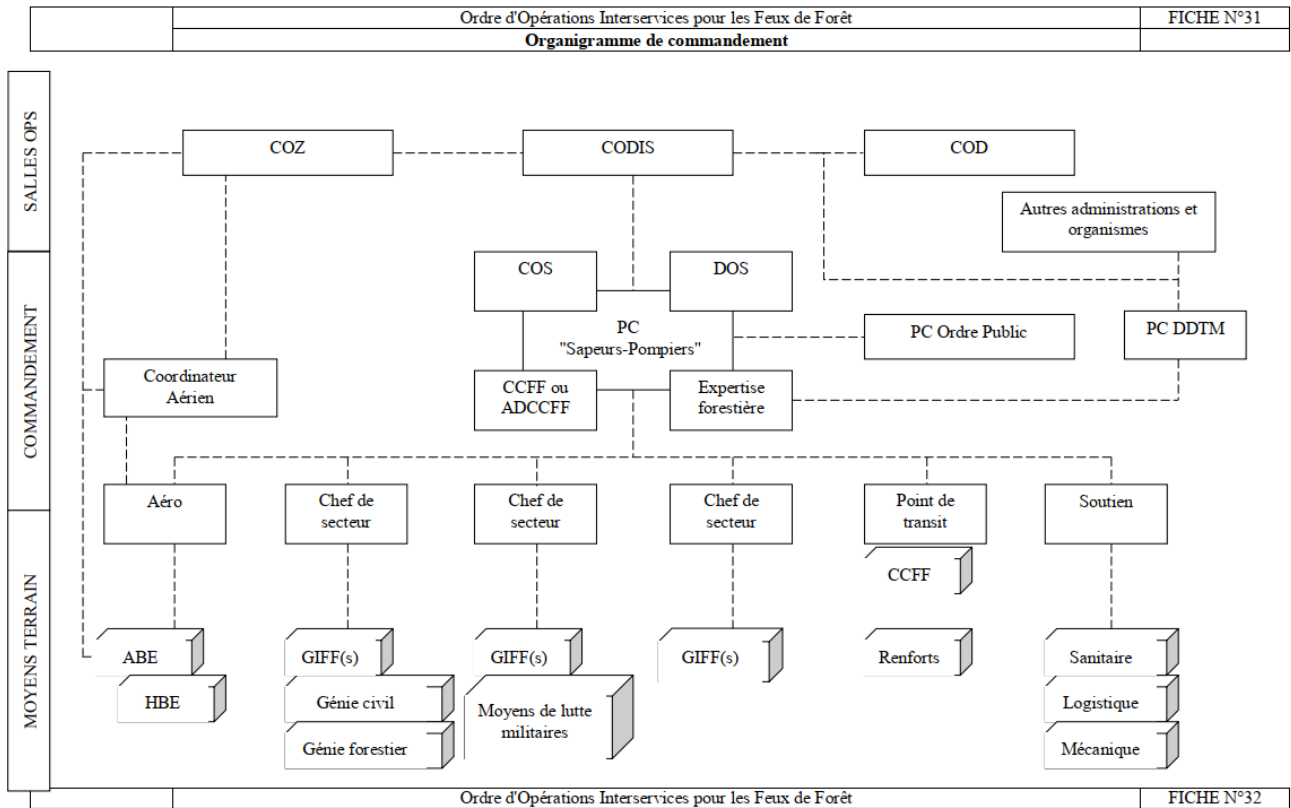 Ordre d'Opérations Interservices pour les Feux de Forêt
FICHE N°31
Organigramme de commandement
SALLES OPS
COZ
CODIS
COD
Autres administrations et
organismes
COMMANDEMENT
COS
DOS
PC
"Sapeurs-Pompiers"
PC Ordre Public
PC DDTM
Coordinateur
Aérien
CCFF ou
ADCCFF
Expertise
forestière
Aéro
Chef de
secteur
Chef de
secteur
Chef de
secteur
Point de
transit
Soutien
CCFF
MOYENS TERRAIN
ABE
GIFF(s)
GIFF(s)
GIFF(s)
Renforts
Sanitaire
HBE
Génie civil
Moyens de lutte
militaires
Logistique
Génie forestier
Mécanique
Ordre d'Opérations Interservices pour les Feux de Forêt
FICHE N°32